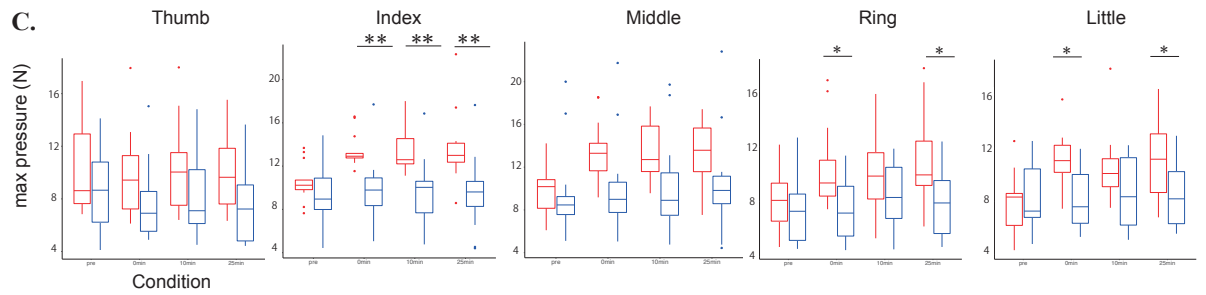 C.
Thumb Index Middle Ring Little
** ** ** * * * *
max pressure (N)
16
12
8
4
pre 0min 10min 25min
20
16
12
8
4
pre 0min 10min 25min
20
16
12
8
4
pre 0min 10min 25min
16
12
8
4
pre 0min 10min 25min
16
12
8
4
pre 0min 10min 25min
Condition